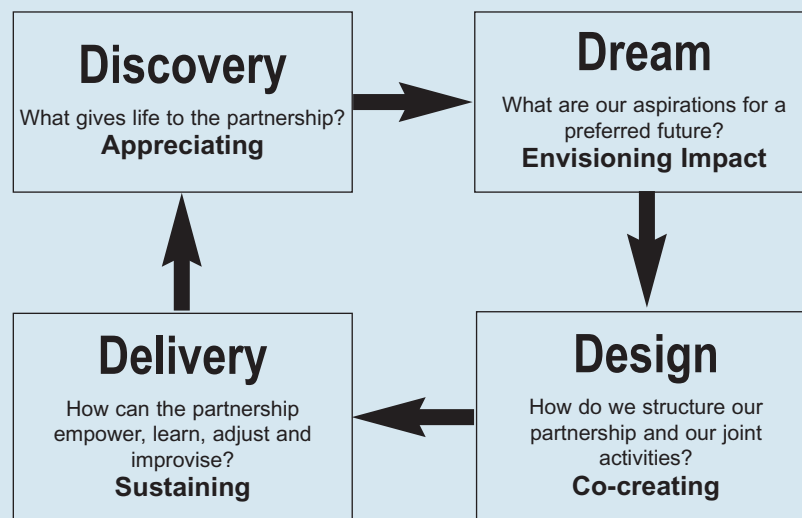 Discovery
What gives life to the partnership?
Appreciating
Dream
What are our aspirations for a
preferred future?
Envisioning Impact
Design
How do we structure our
partnership and our joint
activities?
Co-creating
Delivery
How can the partnership
empower, learn, adjust and
improvise?
Sustaining